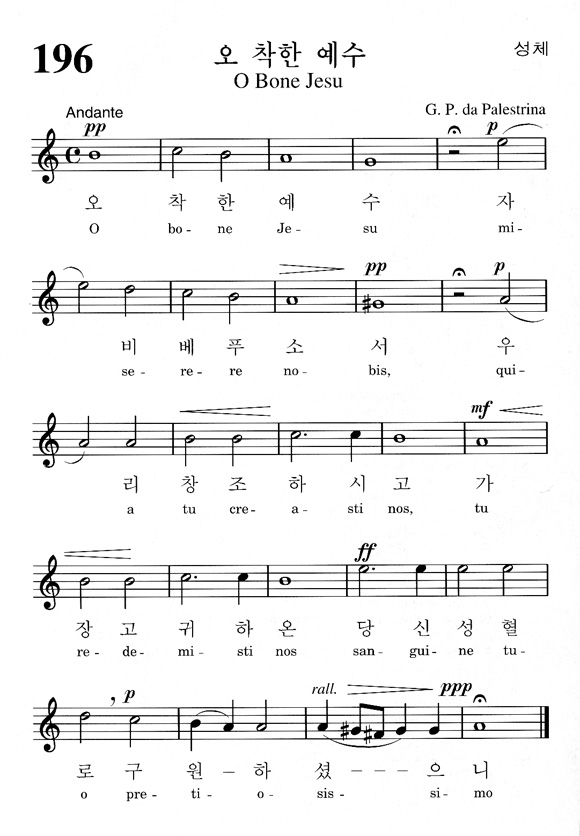 196
오 착한 예수
성체
O Bone Jesu
Andante
G. P. da Palestrina
pp
p
오 착 한 예 수 자
O bo - ne Je - su mi -
pp
p
비 베 푸 소 서 우
se - re - re no - bis, qui -
mf
리 창 조 하 시 고 가
a tu cre - a - sti nos, tu
ff
장 고 귀 하 온 당 신 성 혈
re - de - mi - sti nos san - gui - ne tu -
p
rall.
ppp
로 구 원 - 하 셨 - - - 으 니
o pre - ti - o - sis - si - mo